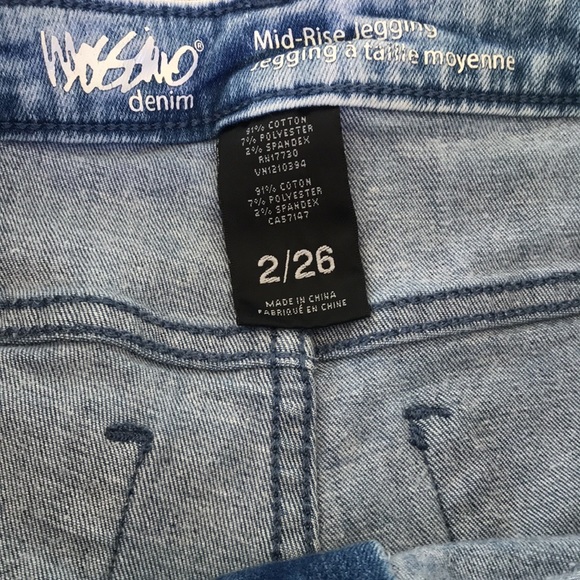 Mossimo®
denim
Mid-Rise Jegging
jegging à taille moyenne
91% COTTON
7% POLYESTER
2% SPANDEX
RN17730
VN1210394
91% COTON
7% POLYESTER
2% SPANDEX
CA57147
2/26
MADE IN CHINA
FABRIQUÉ EN CHINE